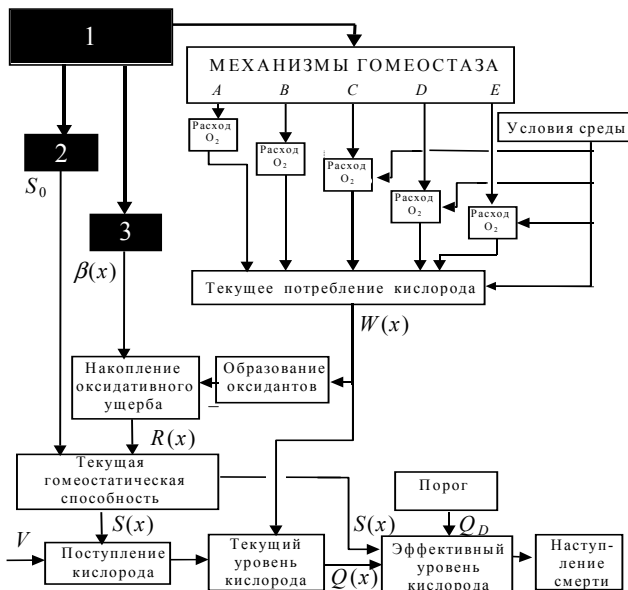 1
МЕХАНИЗМЫ ГОМЕОСТАЗА
A B C D E
Условия среды
Расход
O2
Расход
O2
Расход
O2
Расход
O2
Расход
O2
2
S0
3
β(x)
Текущее потребление кислорода
W(x)
Накопление
оксидативного
ущерба
Образование
оксидантов
–
R(x)
Текущая
гомеостатическая
способность
Порог
V
S(x)
S(x)
QD
Поступление
кислорода
Текущий
уровень
кислорода
Q(x)
Эффективный
уровень
кислорода
Наступ-
ление
смерти